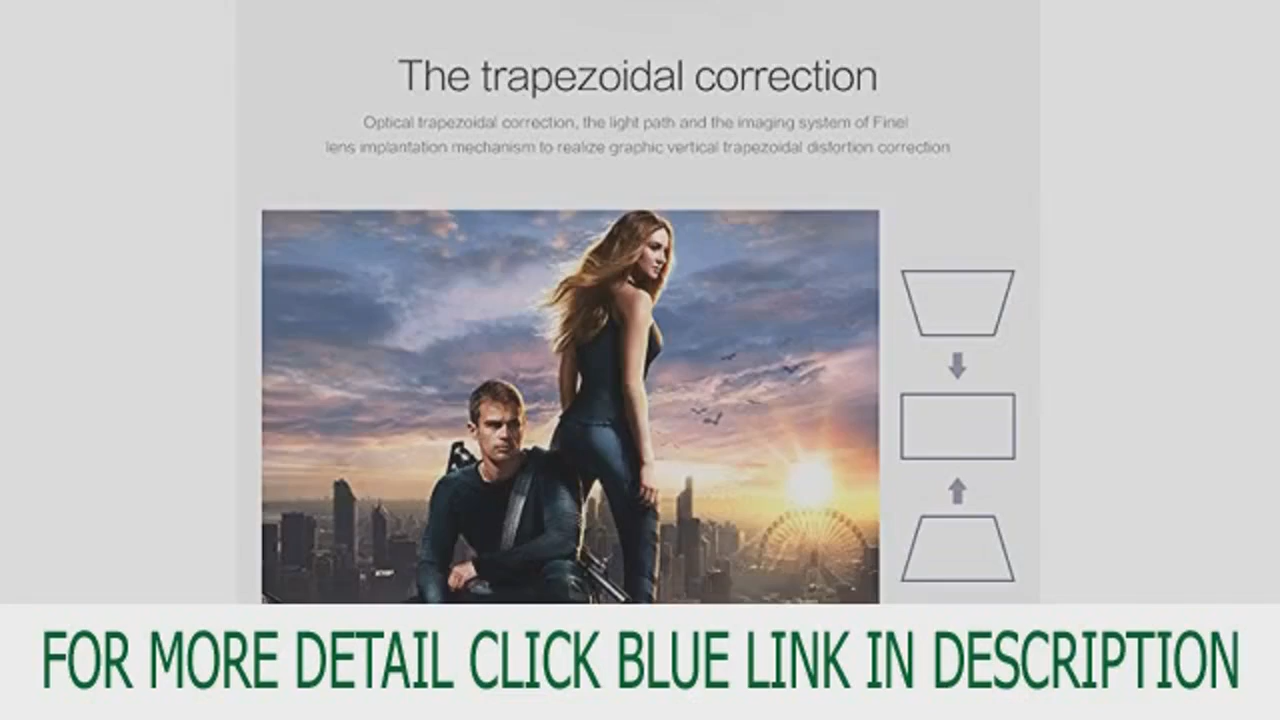 The trapezoidal correction
Optical trapezoidal correction, the light path and the imaging system of Finel
lens implantation mechanism to realize graphic vertical trapezoidal distortion correction
FOR MORE DETAIL CLICK BLUE LINK IN DESCRIPTION